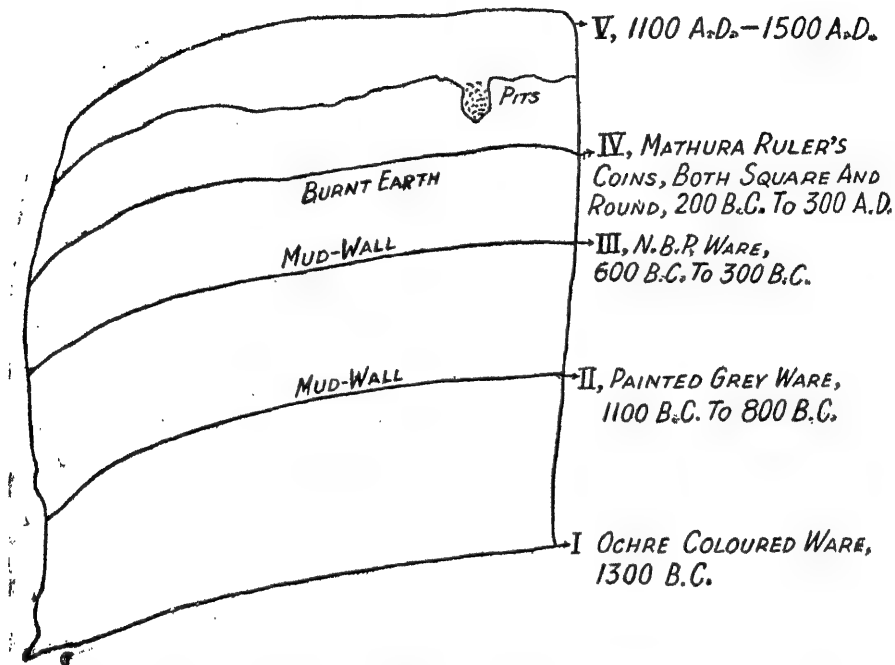 V, 1100 A.D.–1500 A.D.
PITS
IV, MATHURA RULER'S
COINS, BOTH SQUARE AND
ROUND, 200 B.C. TO 300 A.D.
BURNT EARTH
MUD-WALL
III, N.B.P. WARE,
600 B.C. TO 300 B.C.
MUD-WALL
II, PAINTED GREY WARE,
1100 B.C. TO 800 B.C.
I OCHRE COLOURED WARE,
1300 B.C.